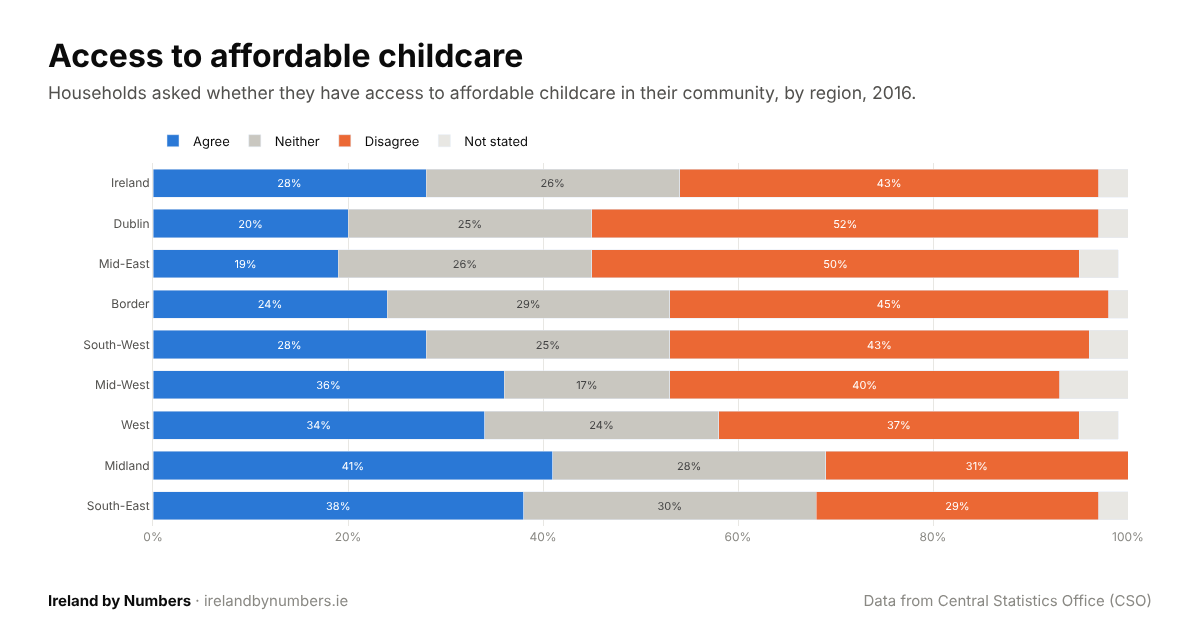 Access to affordable childcare
Households asked whether they have access to affordable childcare in their community, by region, 2016.
Agree Neither Disagree Not stated
Ireland 28% 26% 43%
Dublin 20% 25% 52%
Mid-East 19% 26% 50%
Border 24% 29% 45%
South-West 28% 25% 43%
Mid-West 36% 17% 40%
West 34% 24% 37%
Midland 41% 28% 31%
South-East 38% 30% 29%
0% 20% 40% 60% 80% 100%
Ireland by Numbers · irelandbynumbers.ie Data from Central Statistics Office (CSO)